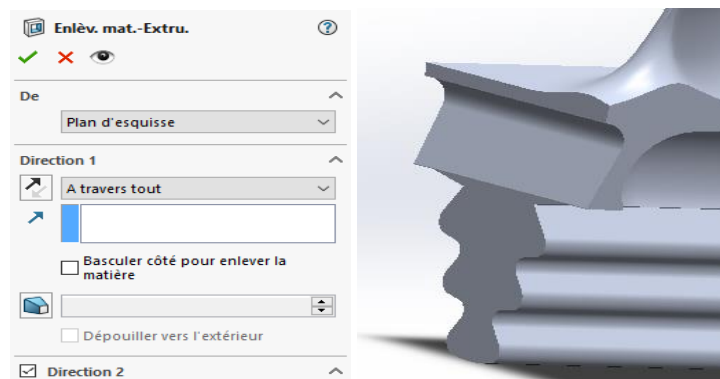 Enlèv. mat.-Extru.
De
Plan d'esquisse
Direction 1
A travers tout
Basculer côté pour enlever la
matière
Dépouiller vers l'extérieur
Direction 2